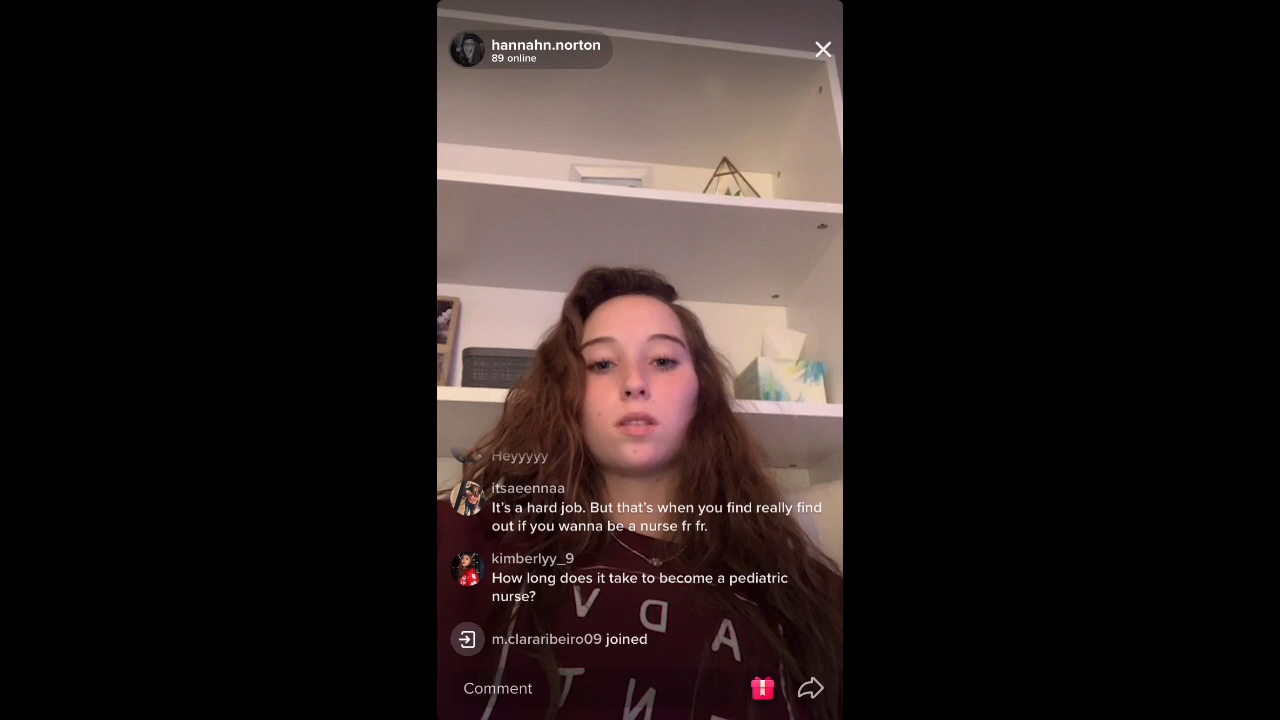 hannahn.norton
89 online
Heyyyyy
itsaeennaa
It's a hard job. But that's when you find really find
out if you wanna be a nurse fr fr.
kimberlyy_9
How long does it take to become a pediatric
nurse?
m.clararibeiro09 joined
Comment